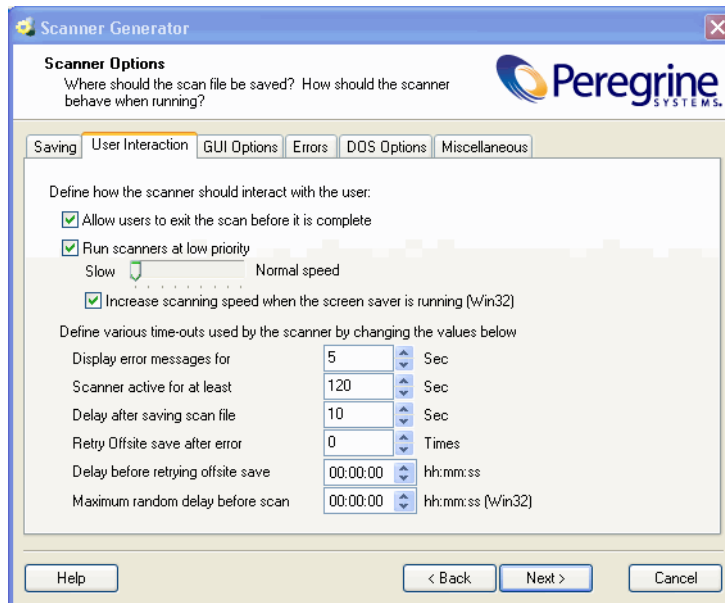 Scanner Generator
Scanner Options
Where should the scan file be saved? How should the scanner
behave when running?
Peregrine
SYSTEMS.
Saving User Interaction GUI Options Errors DOS Options Miscellaneous
Define how the scanner should interact with the user:
Allow users to exit the scan before it is complete
Run scanners at low priority
Slow Normal speed
Increase scanning speed when the screen saver is running (Win32)
Define various time-outs used by the scanner by changing the values below
Display error messages for 5 Sec
Scanner active for at least 120 Sec
Delay after saving scan file 10 Sec
Retry Offsite save after error 0 Times
Delay before retrying offsite save 00:00:00 hh:mm:ss
Maximum random delay before scan 00:00:00 hh:mm:ss (Win32)
Help < Back Next > Cancel